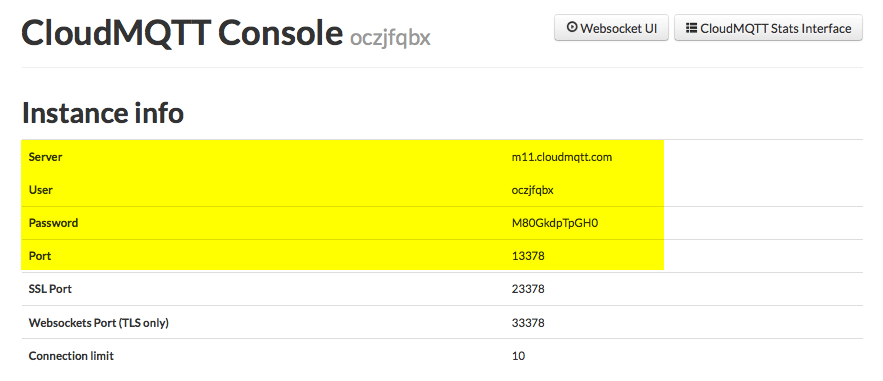 CloudMQTT Console oczjfqbx
Websocket UI
CloudMQTT Stats Interface
Instance info
Server m11.cloudmqtt.com
User oczjfqbx
Password M80GkdpTpGH0
Port 13378
SSL Port 23378
Websockets Port (TLS only) 33378
Connection limit 10